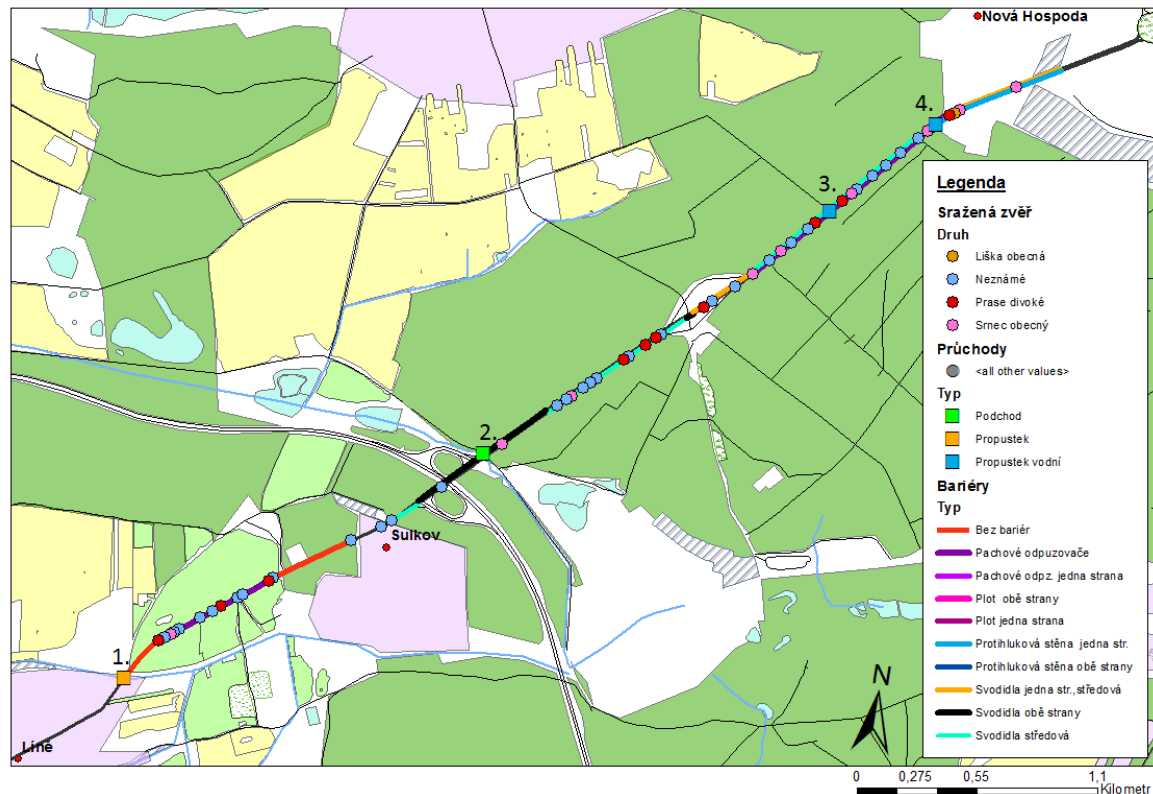 Nová Hospoda
4.
3.
2.
Sulkov
1.
Líně
N
Legenda
Sražená zvěř
Druh
Liška obecná
Neznámé
Prase divoké
Srnec obecný
Průchody
<all other values>
Typ
Podchod
Propustek
Propustek vodní
Bariéry
Typ
Bez bariér
Pachové odpuzovače
Pachové odpz. jedna strana
Plot obě strany
Plot jedna strana
Protihluková stěna jedna str.
Protihluková stěna obě strany
Svodidla jedna str.,středová
Svodidla obě strany
Svodidla středová
0 0,275 0,55 1,1
Kilometr